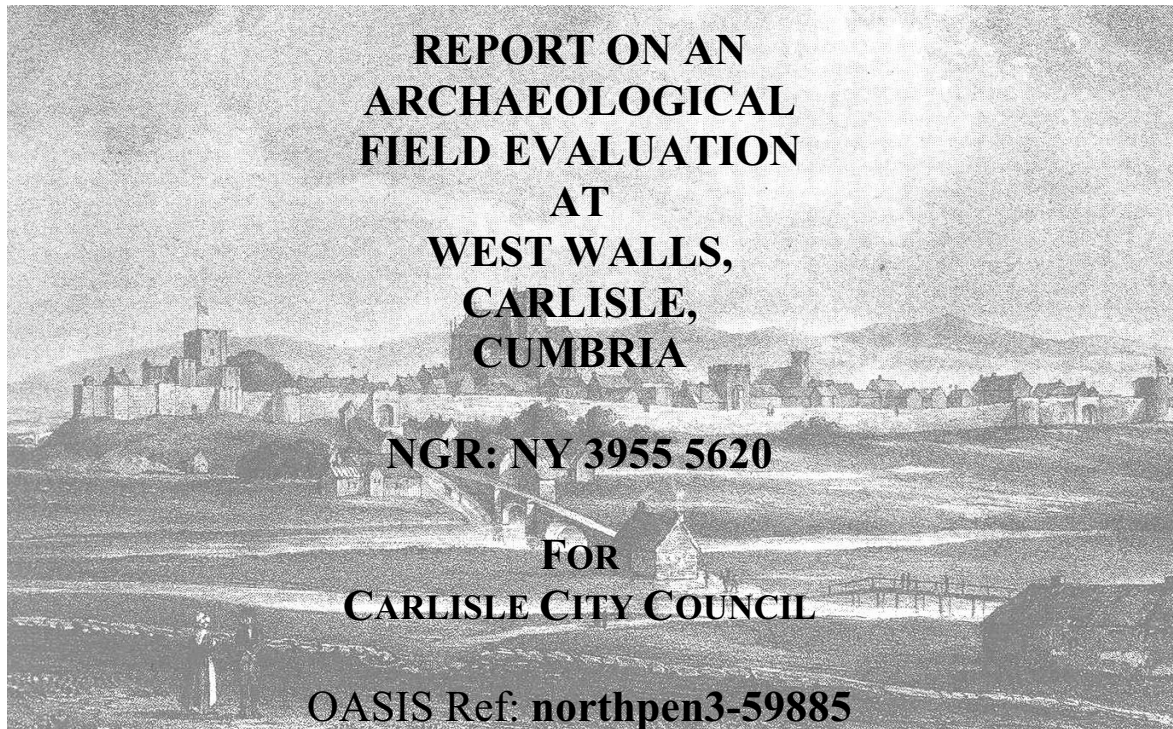 REPORT ON AN
ARCHAEOLOGICAL
FIELD EVALUATION
AT
WEST WALLS,
CARLISLE,
CUMBRIA
NGR: NY 3955 5620
FOR
CARLISLE CITY COUNCIL
OASIS Ref: northpen3-59885